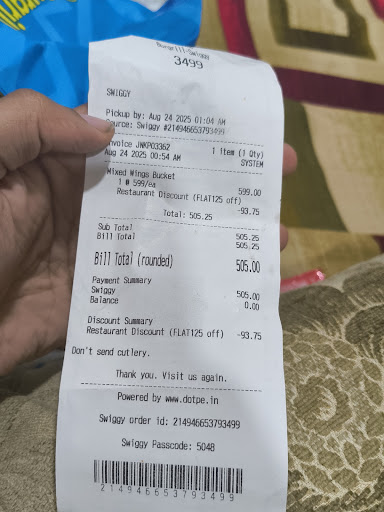 Burgrill-Swiggy
3499
SWIGGY
Pickup by: Aug 24 2025 01:04 AM
Source: Swiggy #214946653793499
Invoice JNKP03362 1 item (1 Qty)
Aug 24 2025 00:54 AM SYSTEM
Mixed Wings Bucket
1 # 599/ea 599.00
Restaurant Discount (FLAT125 off) -93.75
Total: 505.25
Sub Total 505.25
Bill Total 505.25
Bill Total (rounded) 505.00
Payment Summary
Swiggy 505.00
Balance 0.00
Discount Summary
Restaurant Discount (FLAT125 off) -93.75
Don't send cutlery.
Thank you. Visit us again.
Powered by www.dotpe.in
Swiggy order id: 214946653793499
Swiggy Passcode: 5048
214946653793499